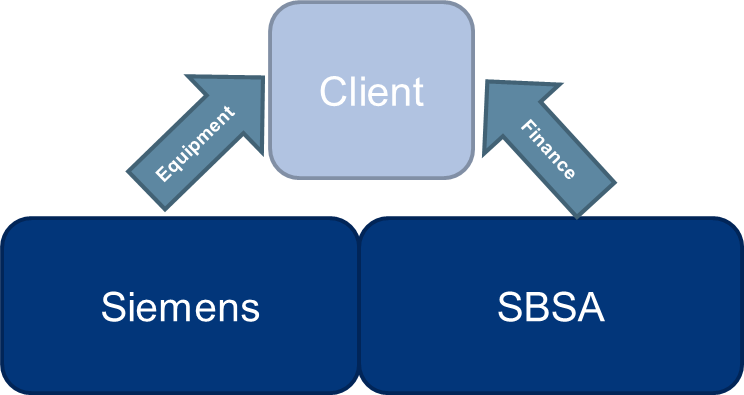 Client
Equipment
Finance
Siemens
SBSA